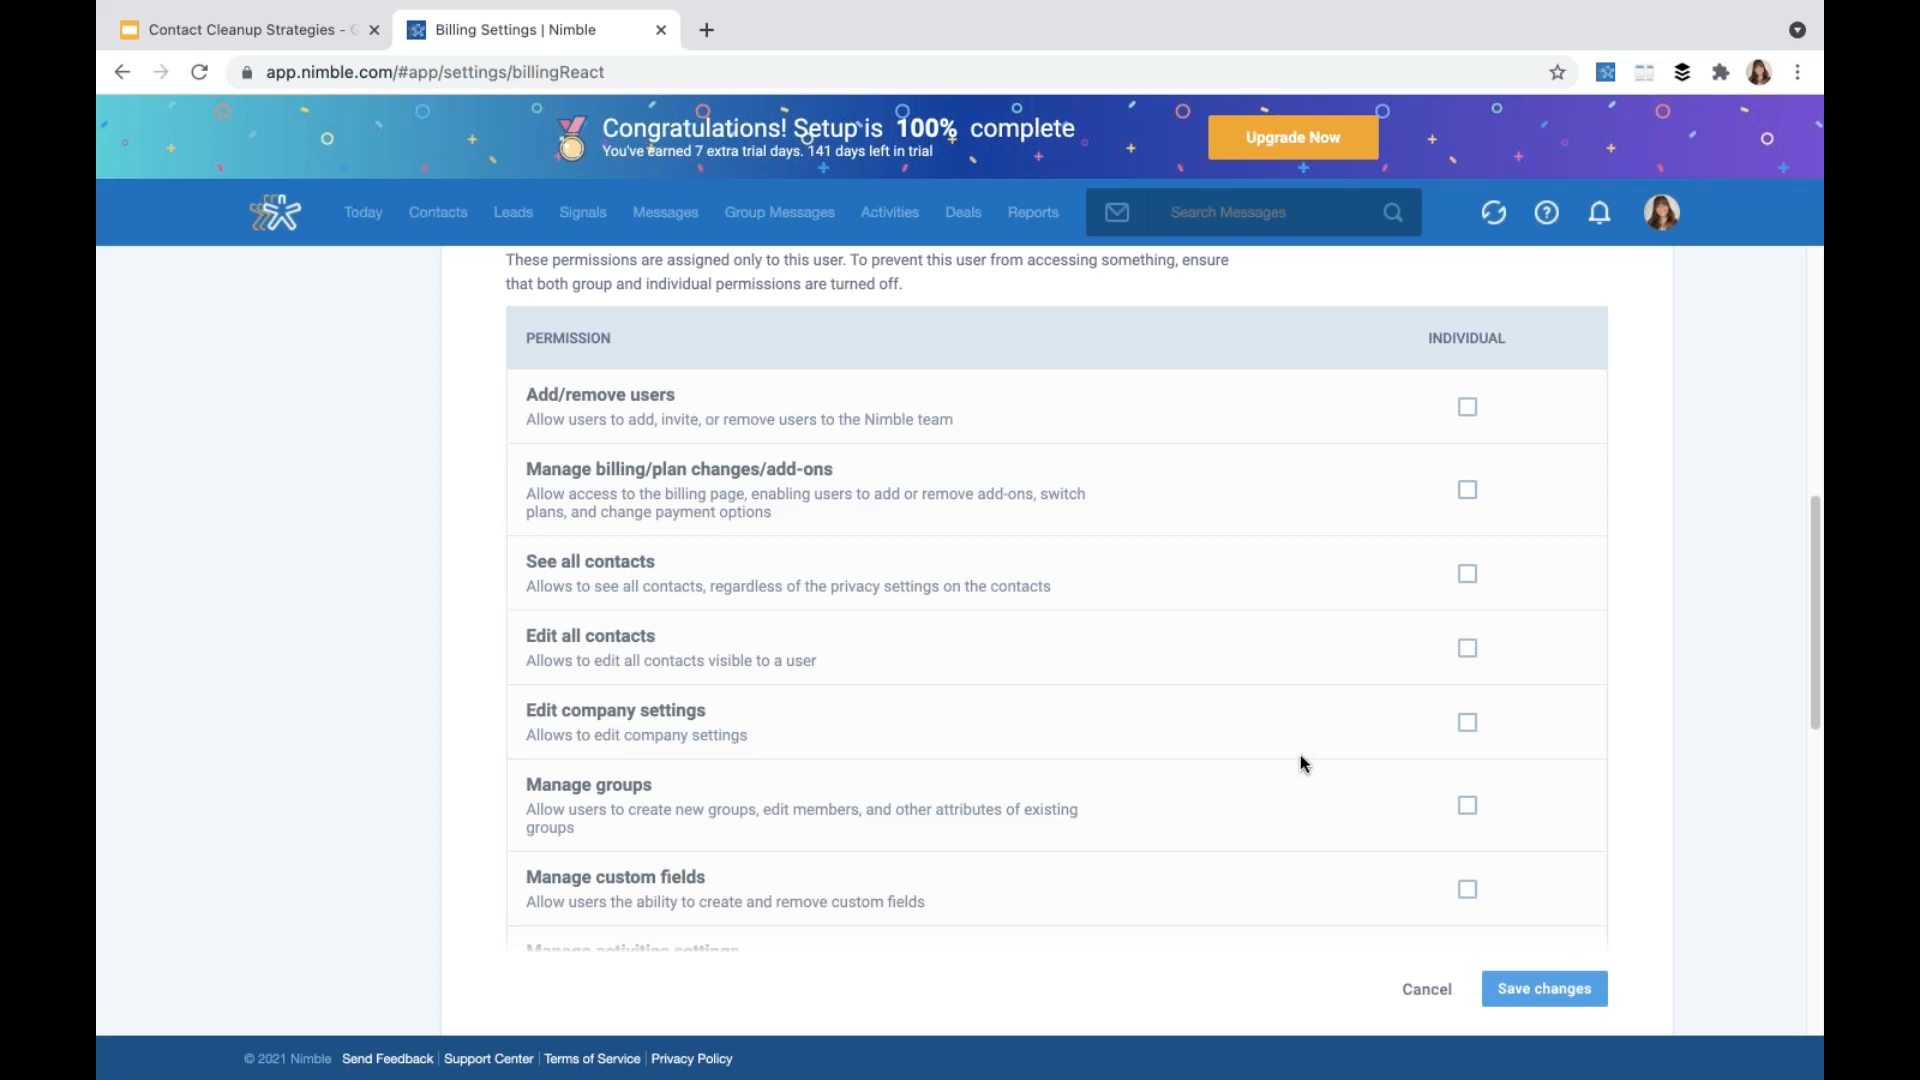 Contact Cleanup Strategies -
Billing Settings | Nimble
app.nimble.com/#app/settings/billingReact
Congratulations! Setup is 100% complete
You've earned 7 extra trial days. 141 days left in trial
Upgrade Now
Today Contacts Leads Signals Messages Group Messages Activities Deals Reports Search Messages
These permissions are assigned only to this user. To prevent this user from accessing something, ensure
that both group and individual permissions are turned off.
PERMISSION INDIVIDUAL
Add/remove users
Allow users to add, invite, or remove users to the Nimble team
Manage billing/plan changes/add-ons
Allow access to the billing page, enabling users to add or remove add-ons, switch
plans, and change payment options
See all contacts
Allows to see all contacts, regardless of the privacy settings on the contacts
Edit all contacts
Allows to edit all contacts visible to a user
Edit company settings
Allows to edit company settings
Manage groups
Allow users to create new groups, edit members, and other attributes of existing
groups
Manage custom fields
Allow users the ability to create and remove custom fields
Manage activities settings
Cancel Save changes
© 2021 Nimble Send Feedback | Support Center | Terms of Service | Privacy Policy